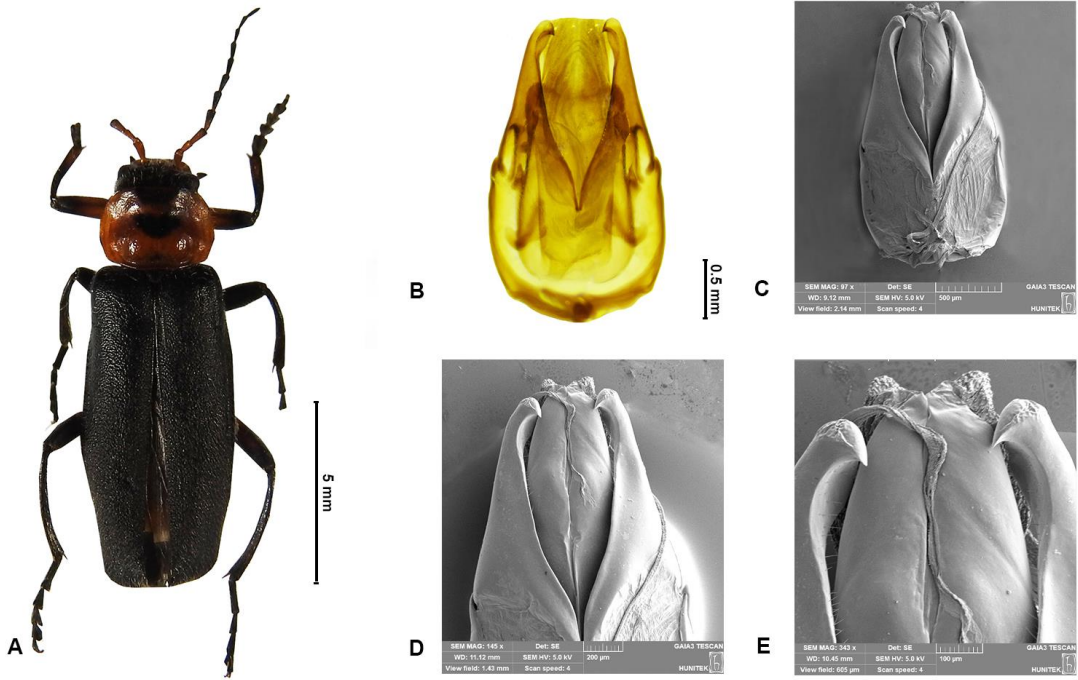 A
5 mm
B
0.5 mm
C
SEM MAG: 97 x Det: SE
WD: 9.12 mm SEM HV: 5.0 kV 500 µm GAIA3 TESCAN
View field: 2.14 mm Scan speed: 4 HUNITEK
D
SEM MAG: 145 x Det: SE GAIA3 TESCAN
WD: 11.12 mm SEM HV: 5.0 kV 200 µm
View field: 1.43 mm Scan speed: 4 HUNITEK
E
SEM MAG: 343 x Det: SE GAIA3 TESCAN
WD: 10.45 mm SEM HV: 5.0 kV 100 µm
View field: 605 µm Scan speed: 4 HUNITEK